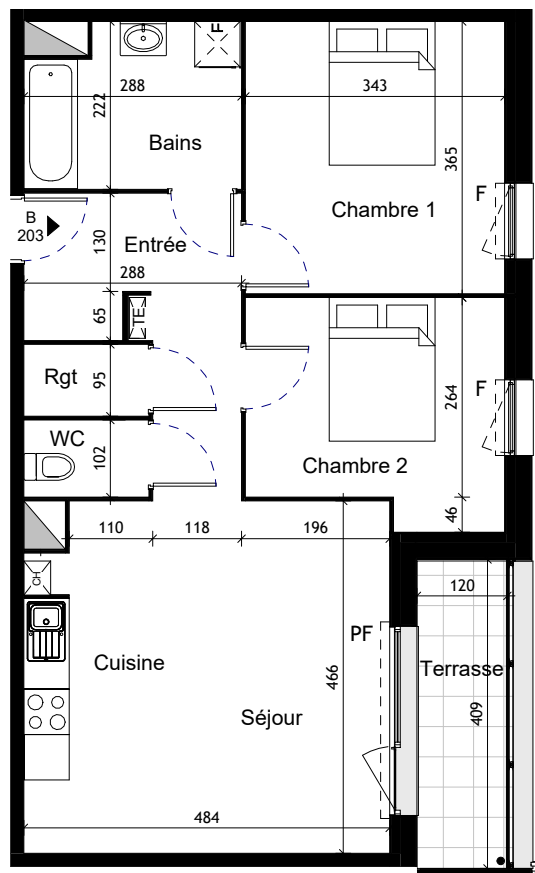 F
288
343
222
Bains
365
Chambre 1
F
B
203
Entrée
130
288
65
TE
Rgt
95
264
F
WC
102
Chambre 2
46
110
118
196
CH
120
PF
Cuisine
Terrasse
466
Séjour
409
484